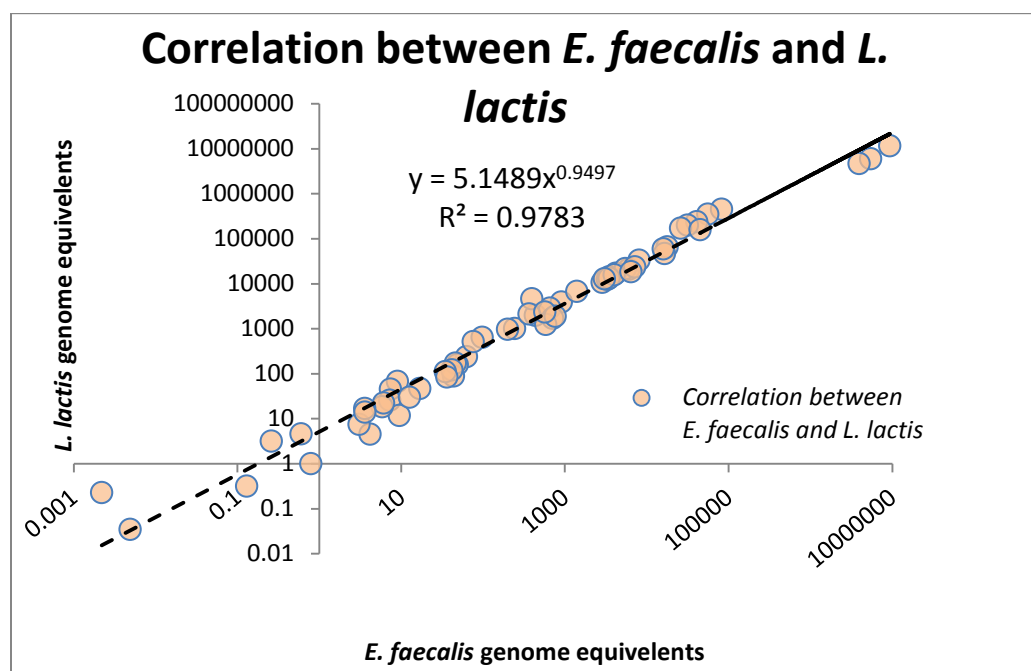 Correlation between E. faecalis and L.
lactis
y = 5.1489x^0.9497
R² = 0.9783
L. lactis genome equivelents
100000000
10000000
1000000
100000
10000
1000
100
10
1
0.1
0.01
0.001
0.1
10
1000
100000
10000000
Correlation between
E. faecalis and L. lactis
E. faecalis genome equivelents